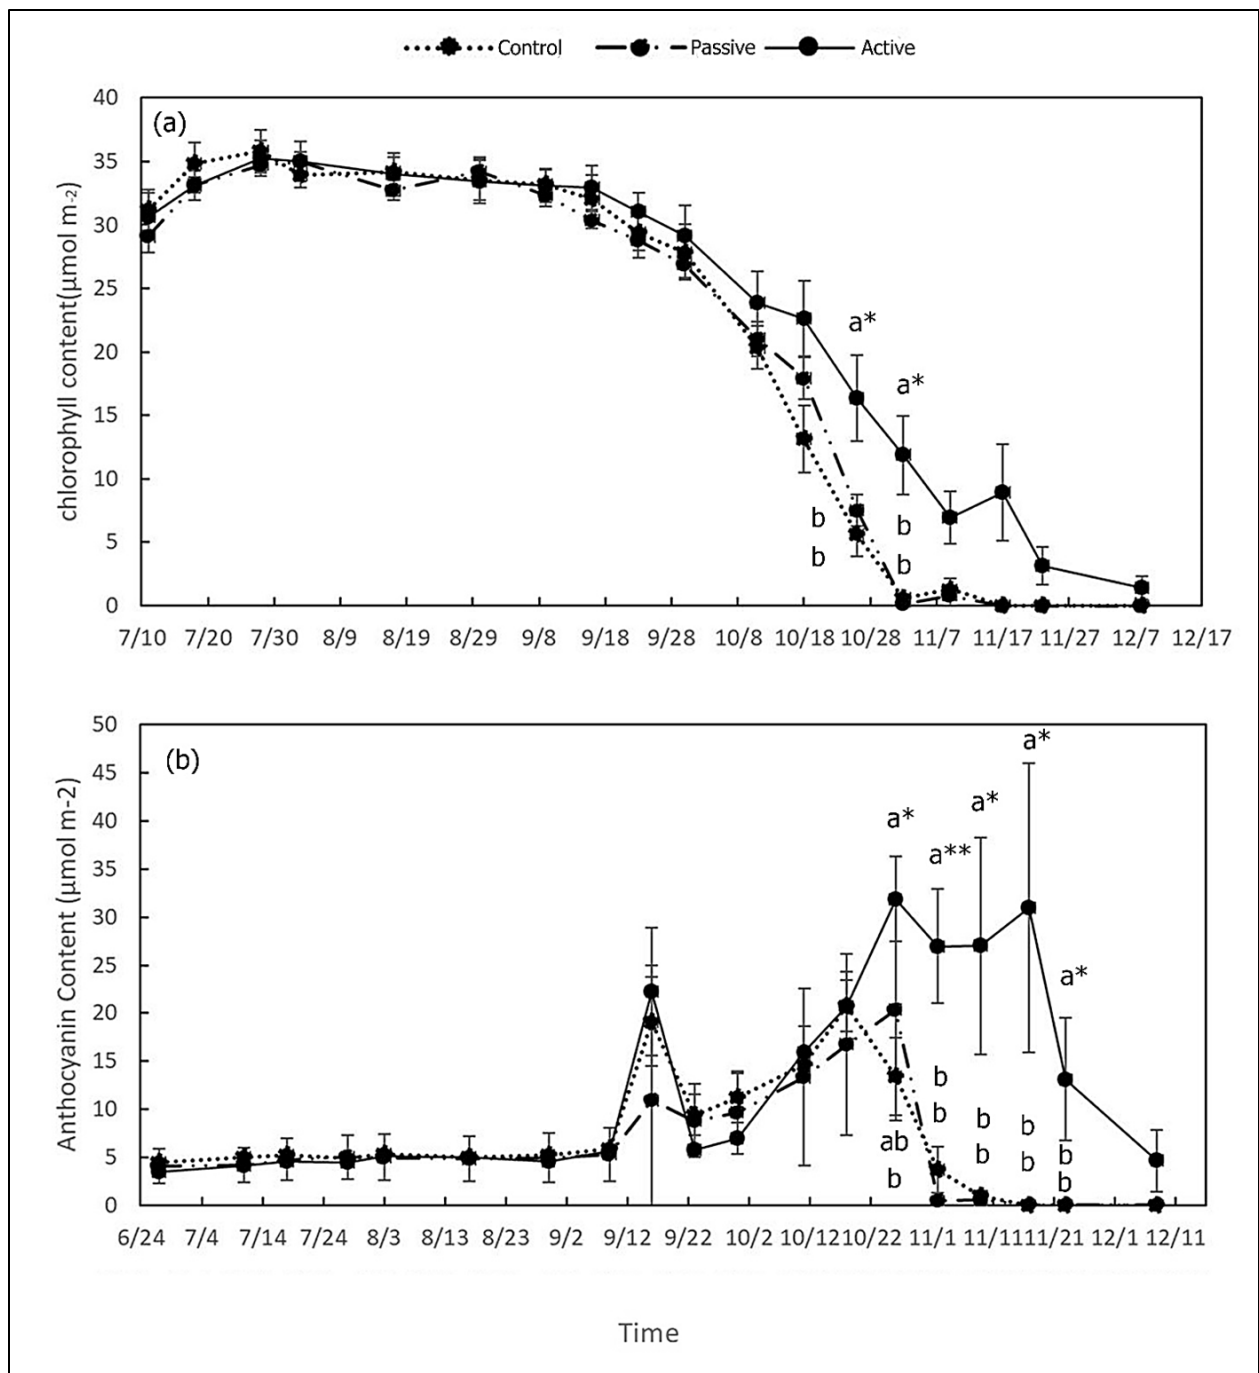 Control Passive Active
40
(a)
35
30
25
20
15
10
5
0
chlorophyll content(µmol m-2)
a*
a*
b b
b b
7/10 7/20 7/30 8/9 8/19 8/29 9/8 9/18 9/28 10/8 10/18 10/28 11/7 11/17 11/27 12/7 12/17
50
(b)
45
40
35
30
25
20
15
10
5
0
Anthocyanin Content (µmol m-2)
a*
a*
a*
a**
a*
b
b b b
ab b b b
b b
6/24 7/4 7/14 7/24 8/3 8/13 8/23 9/2 9/12 9/22 10/2 10/12 10/22 11/1 11/11 11/21 12/1 12/11
Time